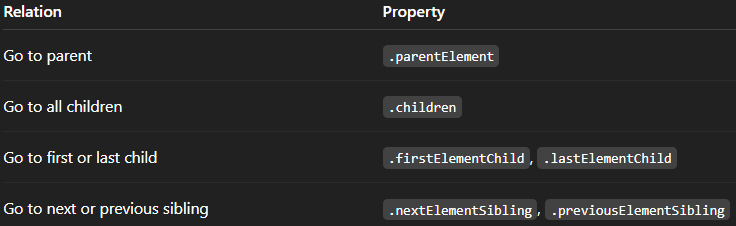 Relation Property
Go to parent .parentElement
Go to all children .children
Go to first or last child .firstElementChild, .lastElementChild
Go to next or previous sibling .nextElementSibling, .previousElementSibling